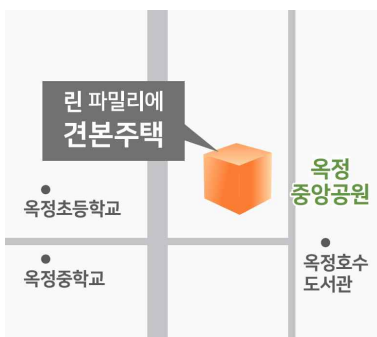 린 파밀리에
견본주택
옥정
중앙공원
옥정초등학교
옥정중학교
옥정호수
도서관